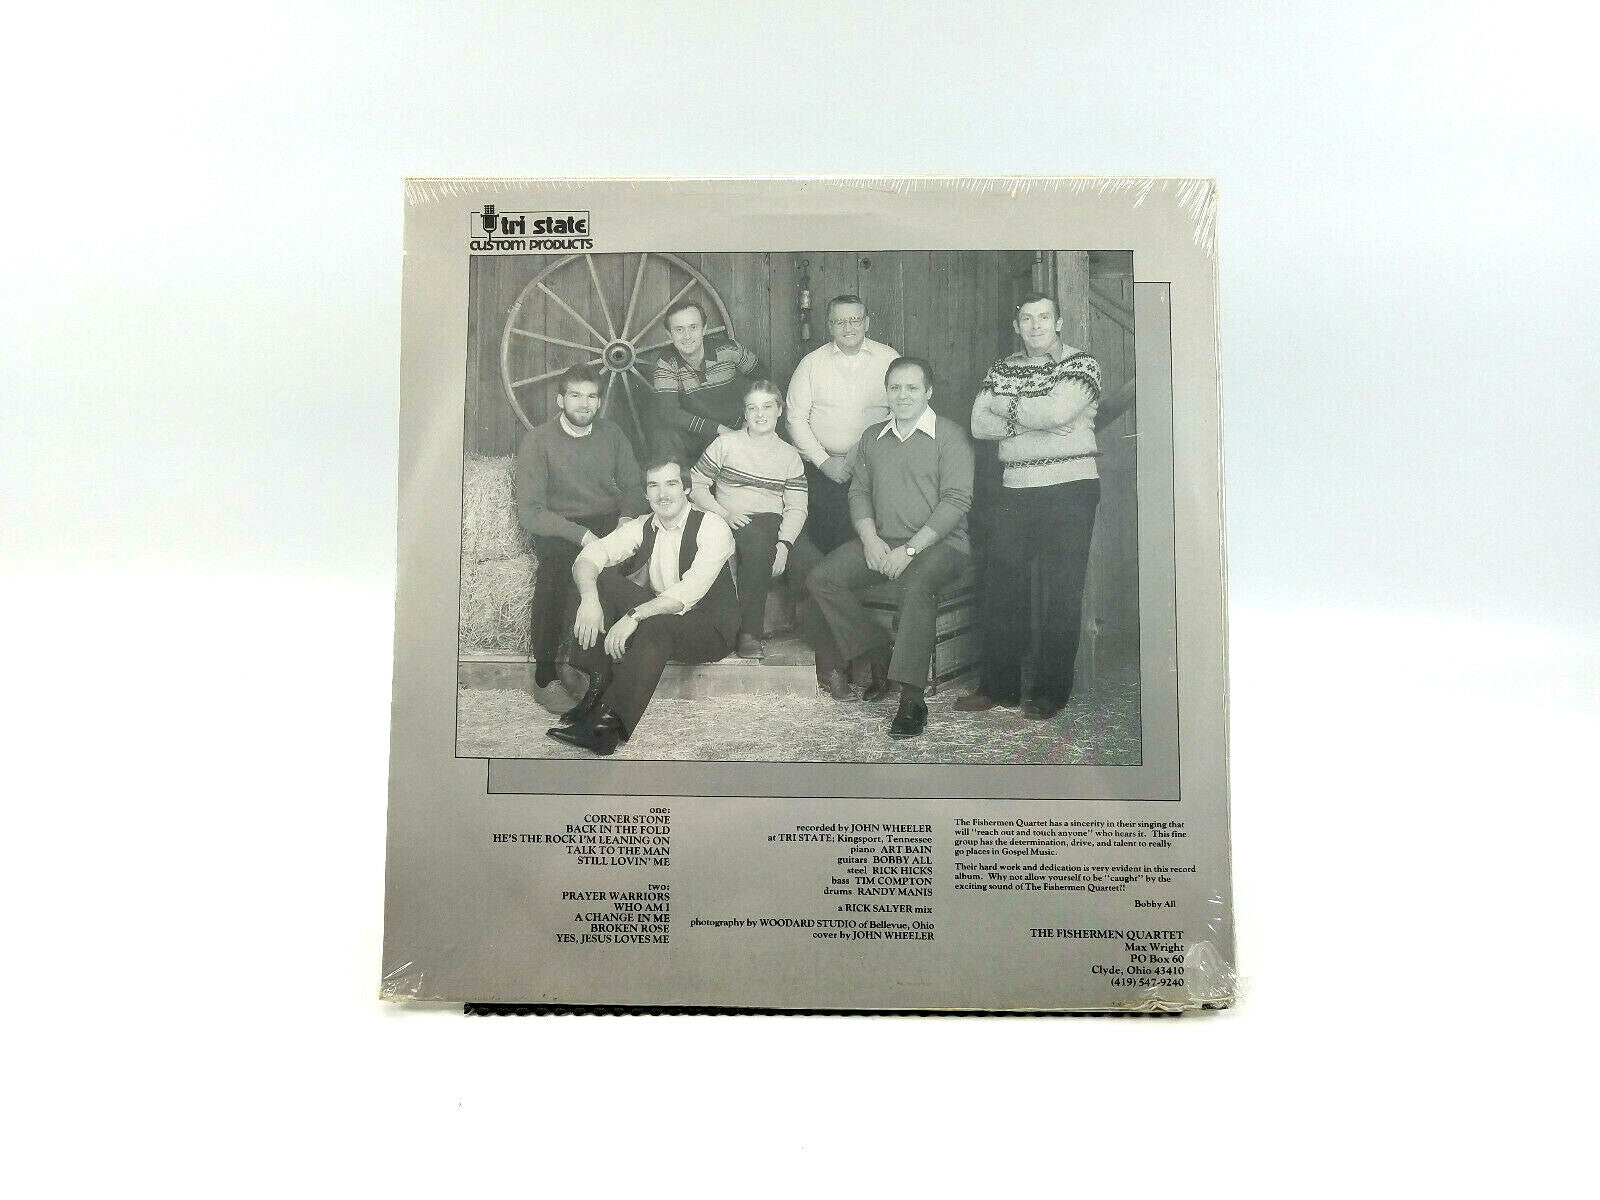 tri state
CUSTOM PRODUCTS
one:
CORNER STONE
BACK IN THE FOLD
HE'S THE ROCK I'M LEANING ON
TALK TO THE MAN
STILL LOVIN' ME
two:
PRAYER WARRIORS
WHO AM I
A CHANGE IN ME
BROKEN ROSE
YES, JESUS LOVES ME
recorded by JOHN WHEELER
at TRI STATE; Kingsport, Tennessee
piano ART BAIN
guitars BOBBY ALL
steel RICK HICKS
bass TIM COMPTON
drums RANDY MANIS
a RICK SALYER mix
photography by WOODARD STUDIO of Bellevue, Ohio
cover by JOHN WHEELER
The Fishermen Quartet has a sincerity in their singing that
will "reach out and touch anyone" who hears it. This fine
group has the determination, drive, and talent to really
go places in Gospel Music.
Their hard work and dedication is very evident in this record
album. Why not allow yourself to be "caught" by the
exciting sound of The Fishermen Quartet!!
Bobby All
THE FISHERMEN QUARTET
Max Wright
PO Box 60
Clyde, Ohio 43410
(419) 547-9240